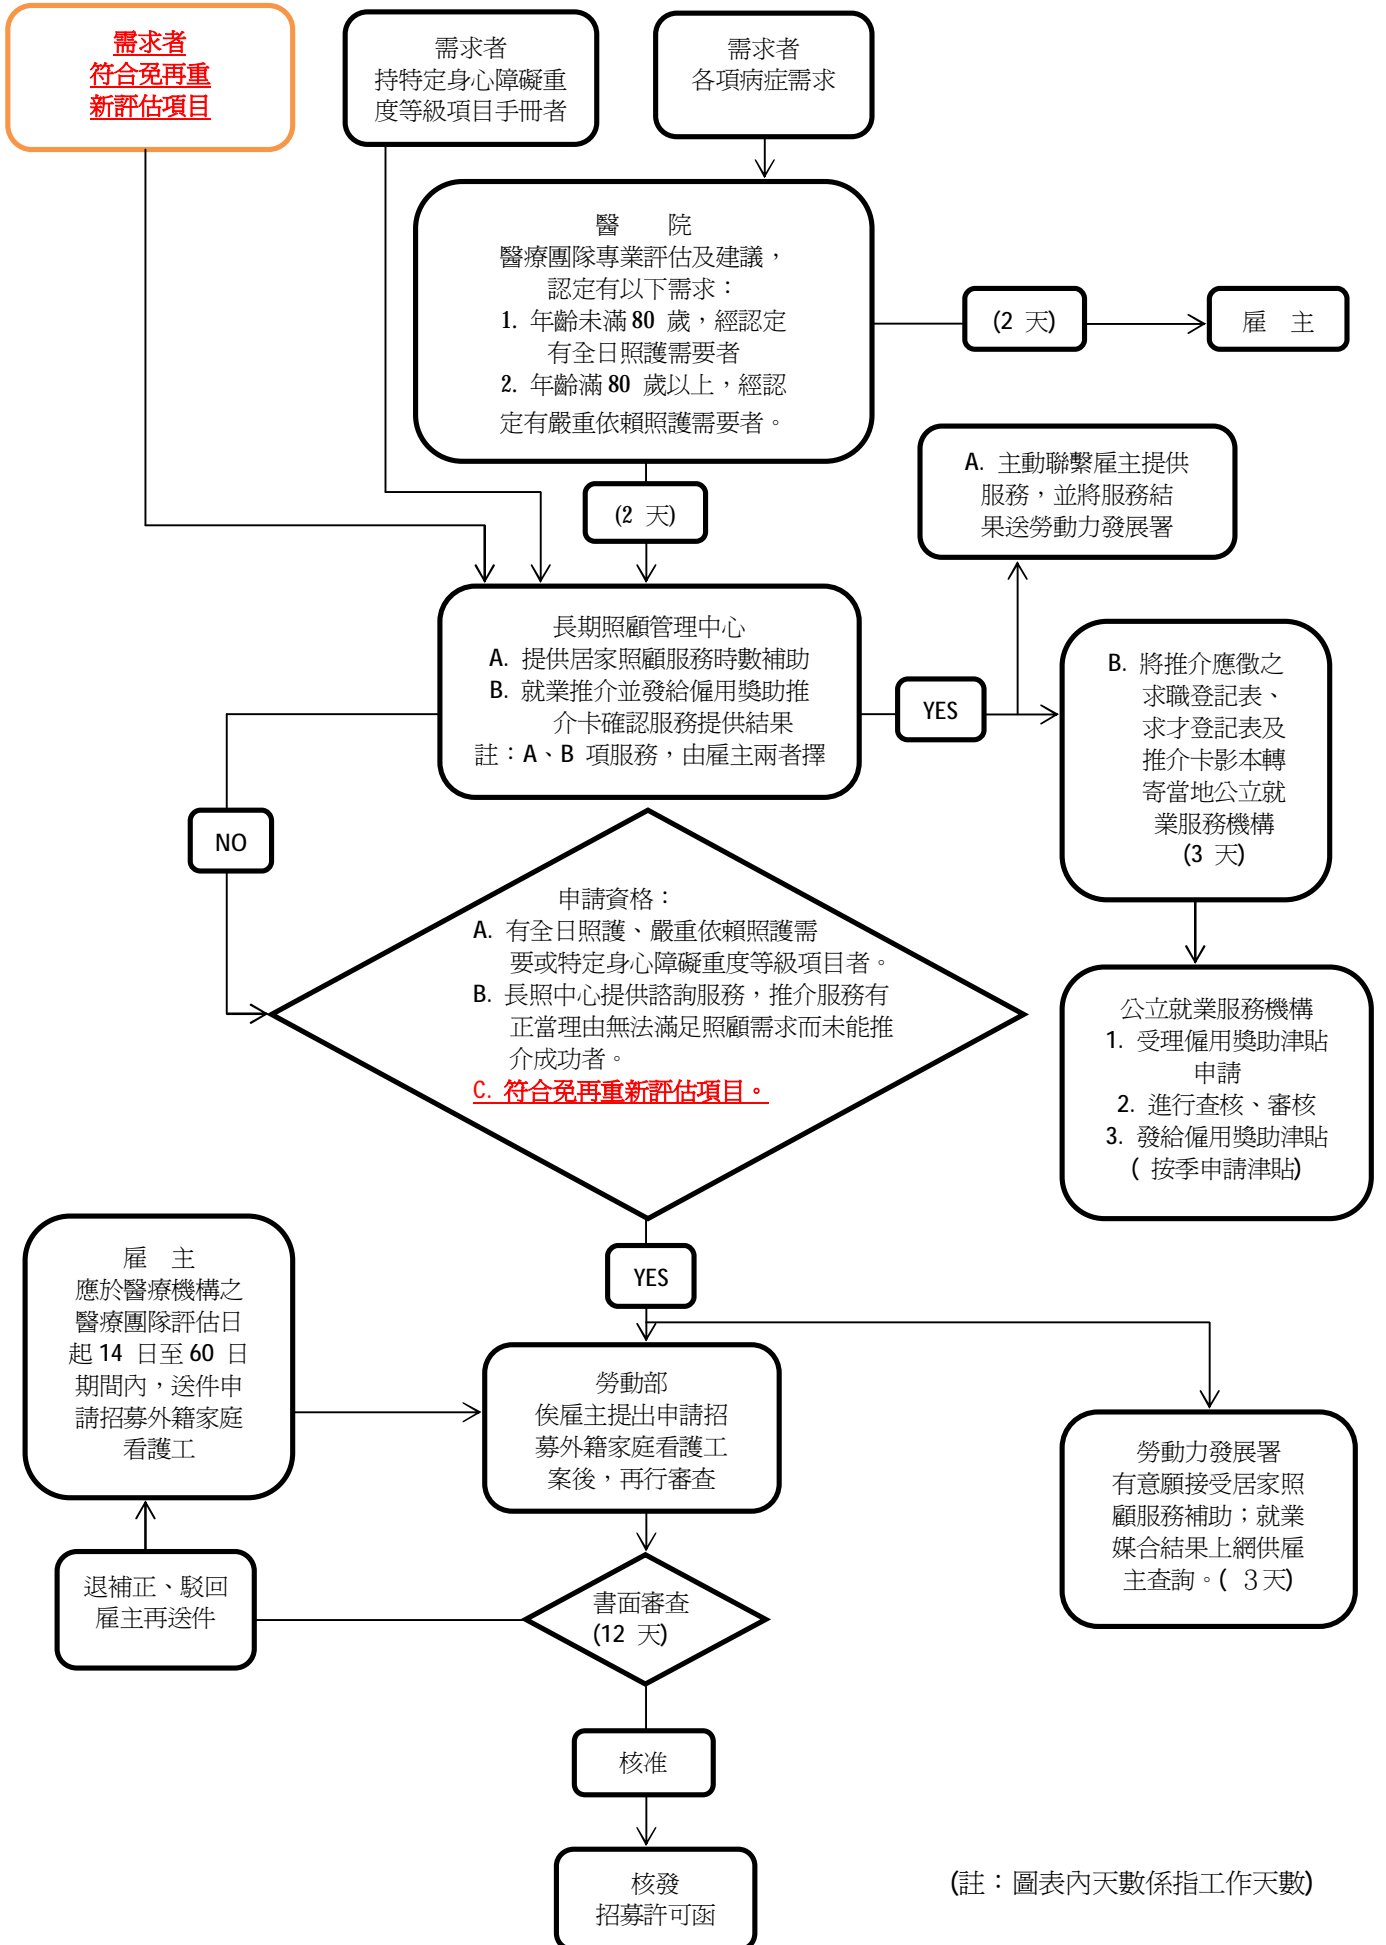 需求者
符合免再重
新評估項目
需求者
持特定身心障礙重
度等級項目手冊者
需求者
各項病症需求
醫 院
醫療團隊專業評估及建議，
認定有以下需求：
1. 年齡未滿 80 歲，經認定
有全日照護需要者
2. 年齡滿 80 歲以上，經認
定有嚴重依賴照護需要者。
(2 天)
雇 主
(2 天)
A. 主動聯繫雇主提供
服務，並將服務結
果送勞動力發展署
長期照顧管理中心
A. 提供居家照顧服務時數補助
B. 就業推介並發給僱用獎助推
介卡確認服務提供結果
註：A、B 項服務，由雇主兩者擇
YES
B. 將推介應徵之
求職登記表、
求才登記表及
推介卡影本轉
寄當地公立就
業服務機構
(3 天)
NO
申請資格：
A. 有全日照護、嚴重依賴照護需
要或特定身心障礙重度等級項目者。
B. 長照中心提供諮詢服務，推介服務有
正當理由無法滿足照顧需求而未能推
介成功者。
C. 符合免再重新評估項目。
公立就業服務機構
1. 受理僱用獎助津貼
申請
2. 進行查核、審核
3. 發給僱用獎助津貼
( 按季申請津貼)
YES
雇 主
應於醫療機構之
醫療團隊評估日
起 14 日至 60 日
期間內，送件申
請招募外籍家庭
看護工
勞動部
俟雇主提出申請招
募外籍家庭看護工
案後，再行審查
勞動力發展署
有意願接受居家照
顧服務補助；就業
媒合結果上網供雇
主查詢。( 3天)
退補正、駁回
雇主再送件
書面審查
(12 天)
核准
核發
招募許可函
(註：圖表內天數係指工作天數)